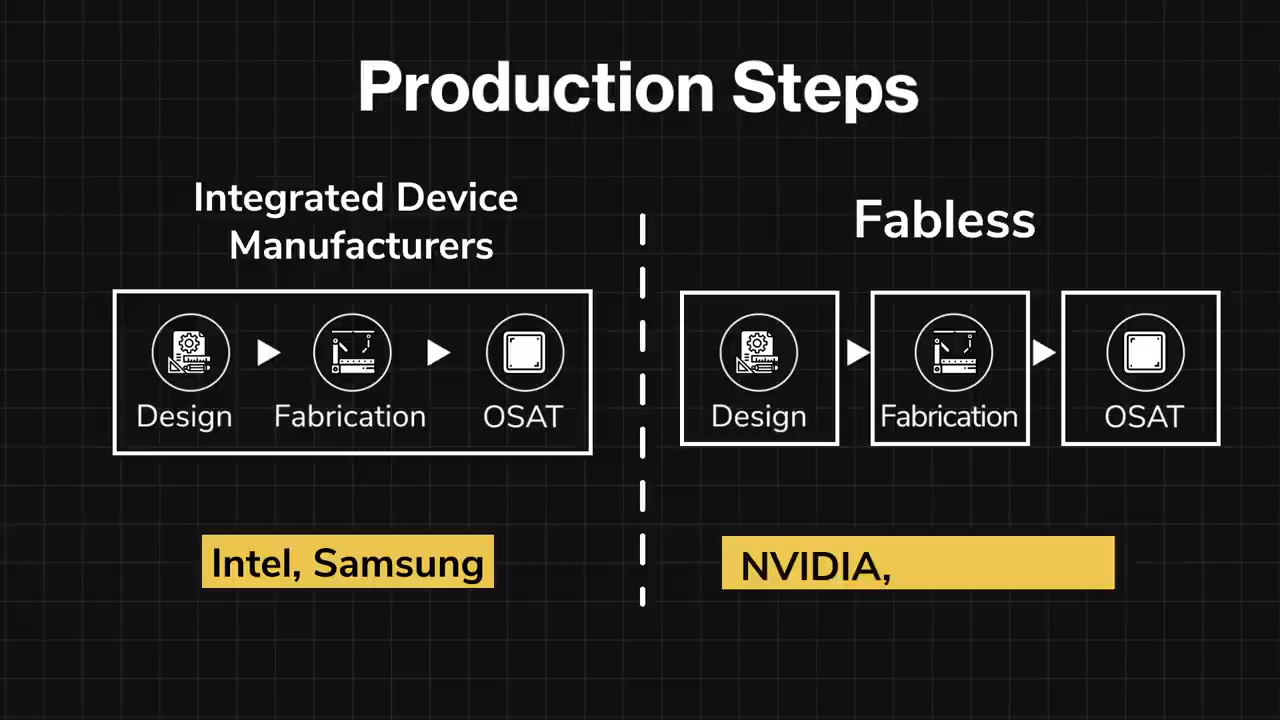 Production Steps
Integrated Device
Manufacturers
Design
Fabrication
OSAT
Intel, Samsung
Fabless
Design
Fabrication
OSAT
NVIDIA,